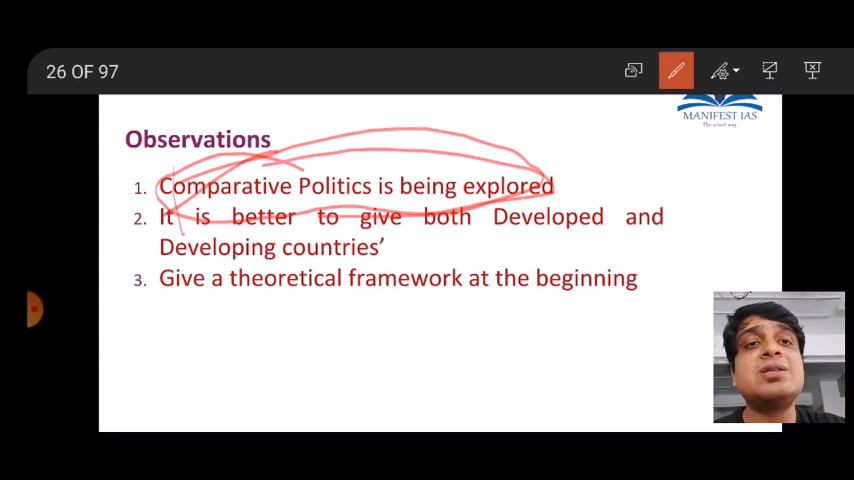 26 OF 97
MANIFEST IAS
Observations
1. Comparative Politics is being explored
2. It is better to give both Developed and
Developing countries’
3. Give a theoretical framework at the beginning